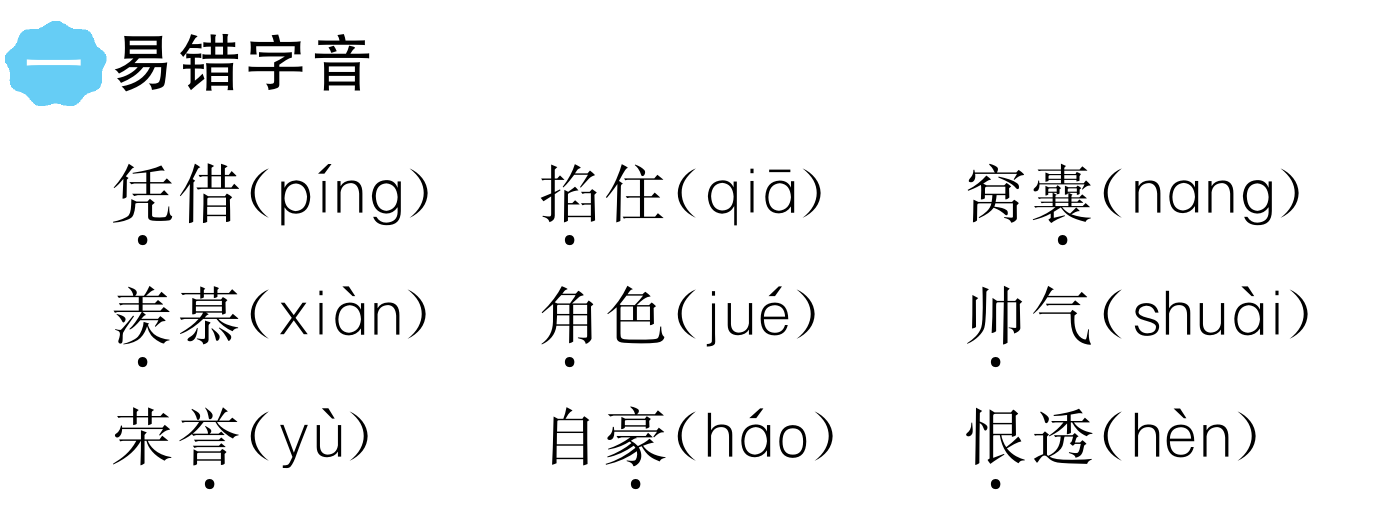 一 易错字音
凭借(píng) 掐住(qiā) 窝囊(nang)
羡慕(xiàn) 角色(jué) 帅气(shuài)
荣誉(yù) 自豪(háo) 恨透(hèn)